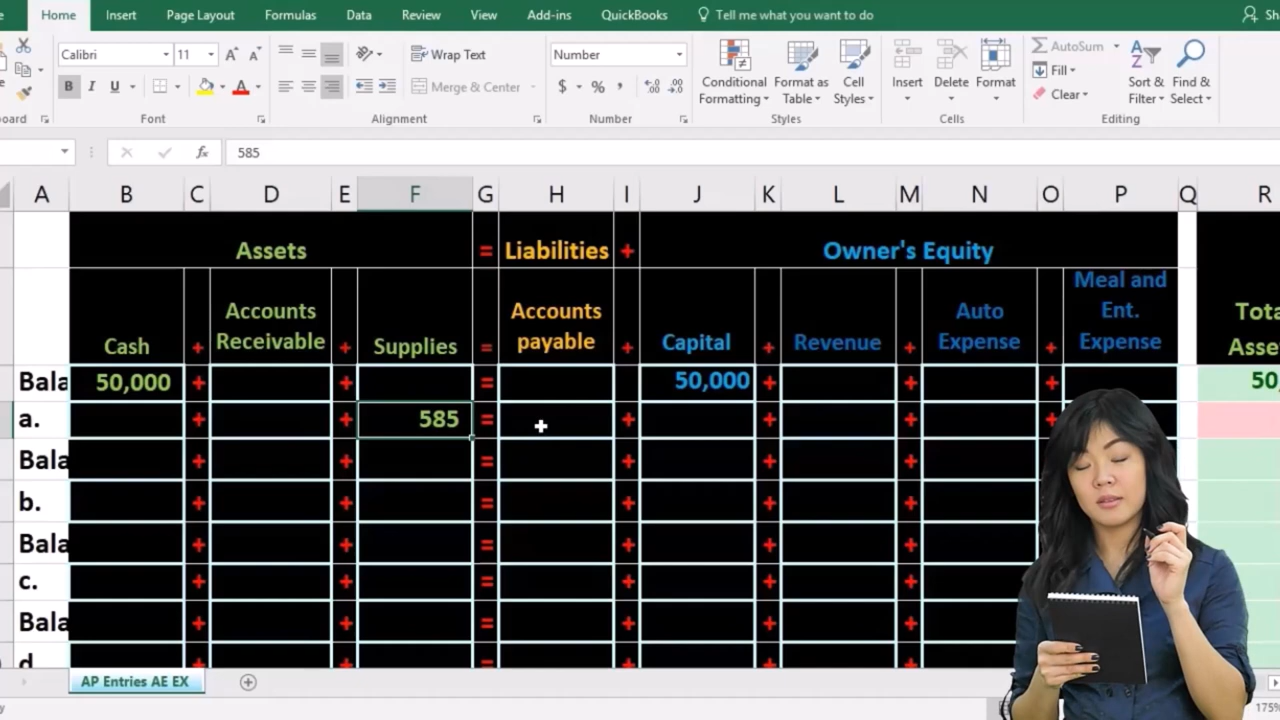 Home Insert Page Layout Formulas Data Review View Add-ins QuickBooks Tell me what you want to do
Calibri 11 Wrap Text Number AutoSum
B I U A Merge & Center $ % Conditional Formatting Format as Table Cell Styles Insert Delete Format Fill Clear Sort & Filter Find & Select
Font Alignment Number Styles Cells Editing
fx 585
A B C D E F G H I J K L M N O P Q R
Assets = Liabilities + Owner's Equity
Cash + Accounts Receivable + Supplies = Accounts payable + Capital + Revenue + Auto Expense + Meal and Ent. Expense
Bala 50,000 + + = 50,000 + + +
a. + + 585 = + + + +
Bala + + = + + +
b. + + = + + +
Bala + + = + + +
c. + + = + + +
Bala + + = + + +
d + + = + + +
AP Entries AE EX
175%